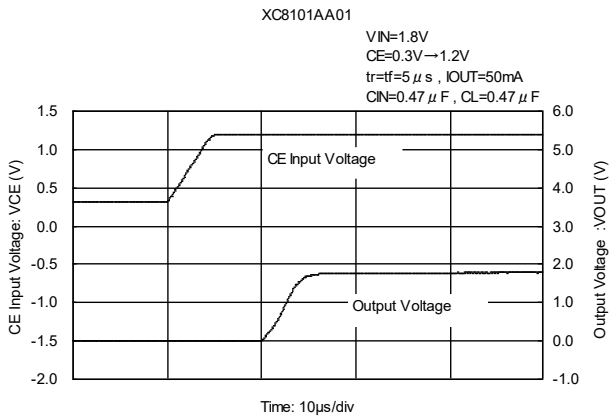 XC8101AA01
VIN=1.8V
CE=0.3V→1.2V
tr=tf=5μs , IOUT=50mA
CIN=0.47μF , CL=0.47μF
CE Input Voltage: VCE (V)
1.5
1.0
0.5
0.0
-0.5
-1.0
-1.5
-2.0
CE Input Voltage
Output Voltage
6.0
5.0
4.0
3.0
2.0
1.0
0.0
-1.0
Output Voltage :VOUT (V)
Time: 10μs/div